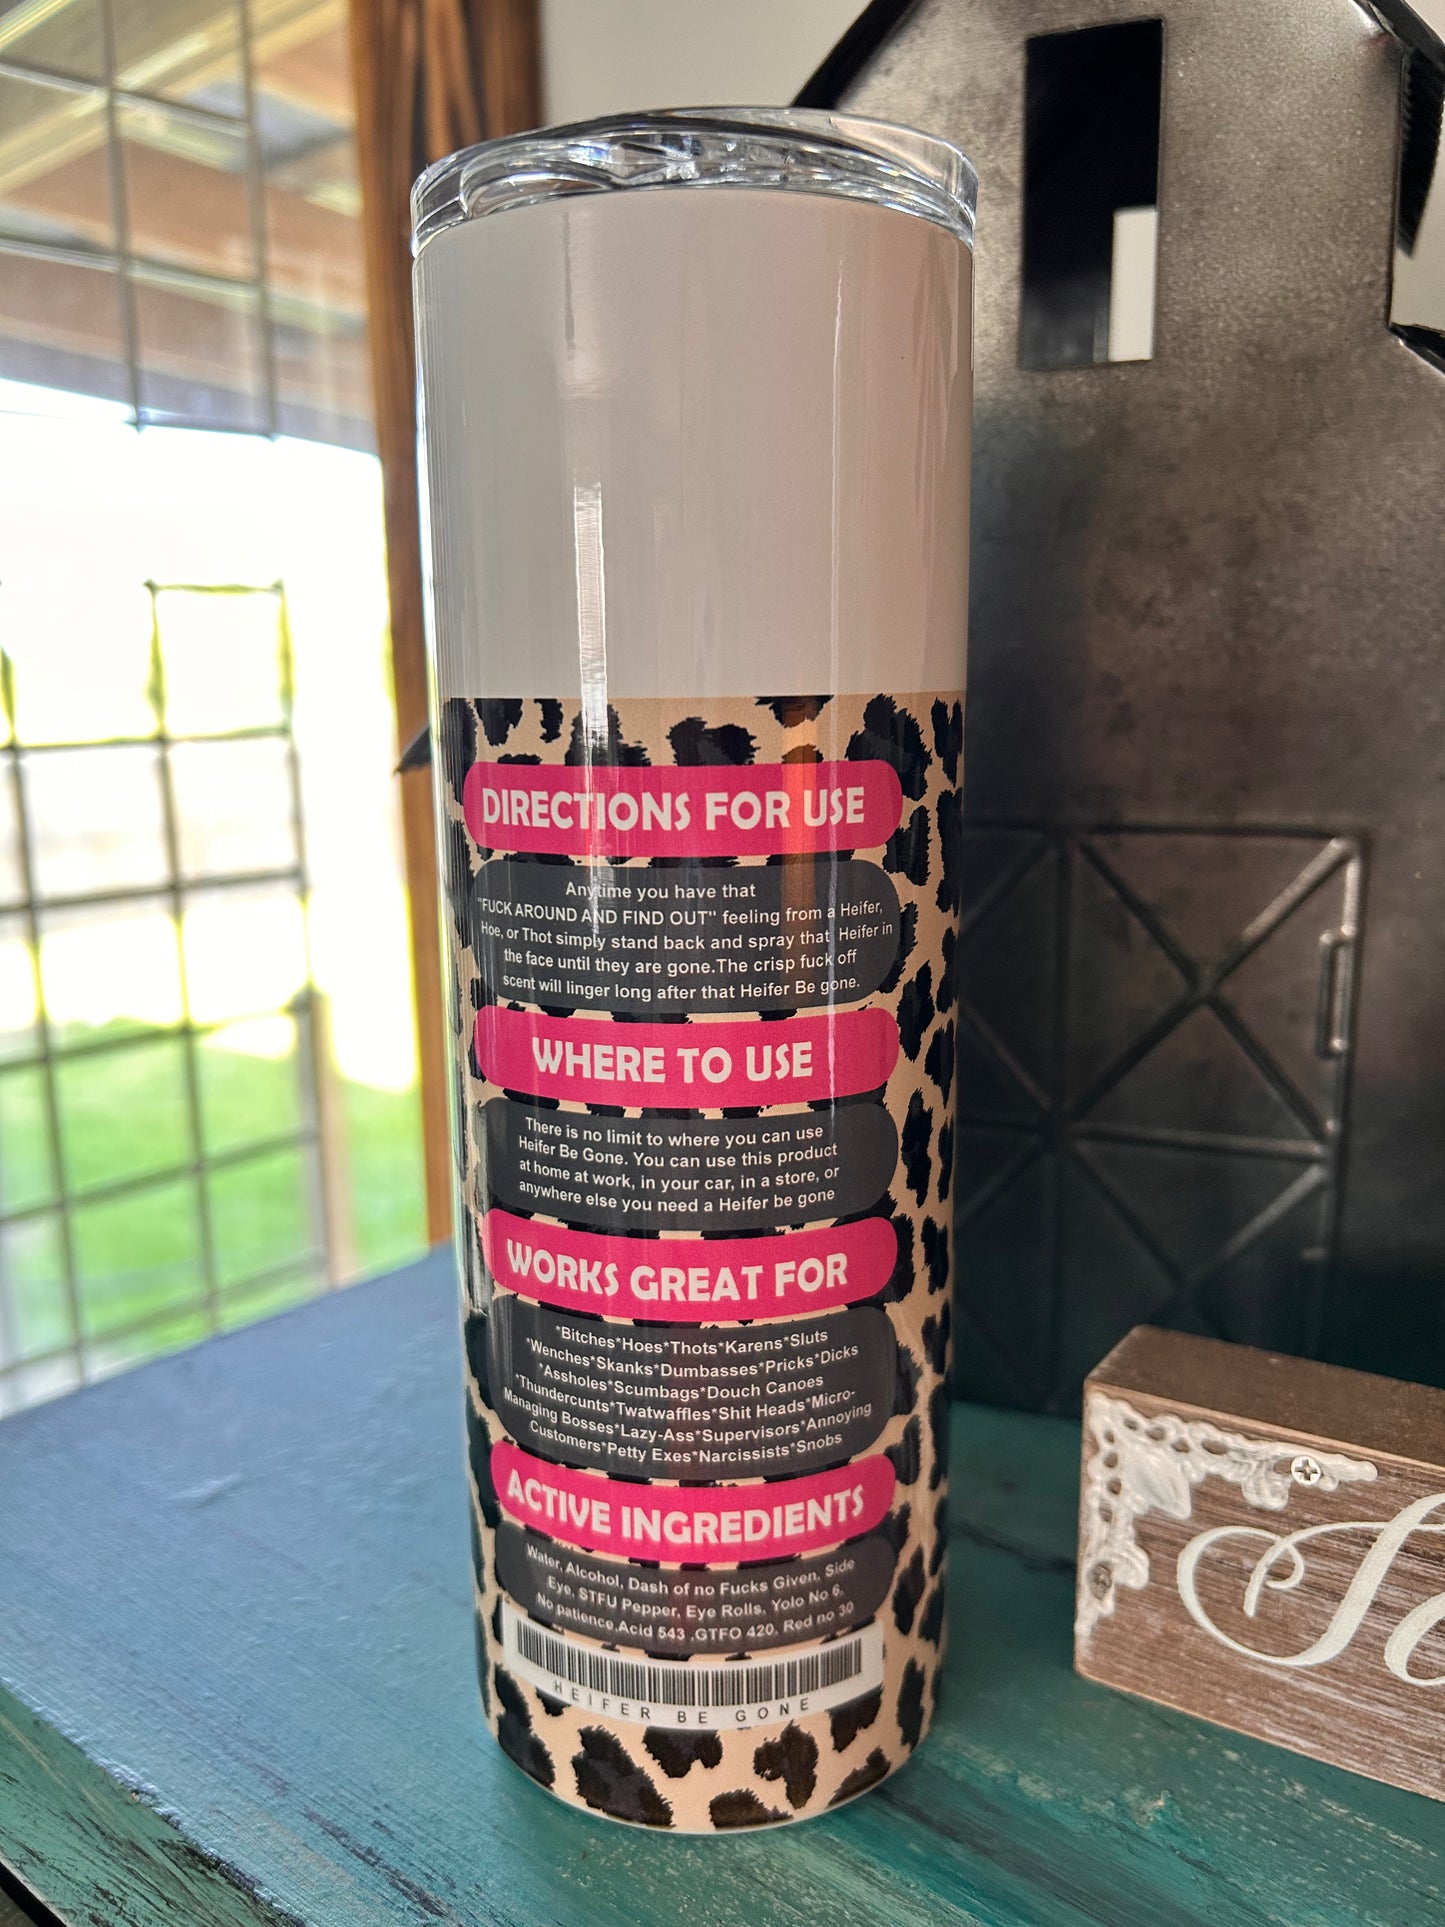 DIRECTIONS FOR USE
Anytime you have that
"FUCK AROUND AND FIND OUT" feeling from a Heifer,
Hoe, or Thot simply stand back and spray that Heifer in
the face until they are gone.The crisp fuck off
scent will linger long after that Heifer Be gone.
WHERE TO USE
There is no limit to where you can use
Heifer Be Gone. You can use this product
at home at work, in your car, in a store, or
anywhere else you need a Heifer be gone
WORKS GREAT FOR
*Bitches*Hoes*Thots*Karens*Sluts
*Wenches*Skanks*Dumbasses*Pricks*Dicks
*Assholes*Scumbags*Douch Canoes
*Thundercunts*Twatwaffles*Shit Heads*Micro-
Managing Bosses*Lazy-Ass*Supervisors*Annoying
Customers*Petty Exes*Narcissists*Snobs
ACTIVE INGREDIENTS
Water, Alcohol, Dash of no Fucks Given, Side
Eye, STFU Pepper, Eye Rolls, Yolo No 6,
No patience,Acid 543 ,GTFO 420, Red no 30
HEIFER BE GONE